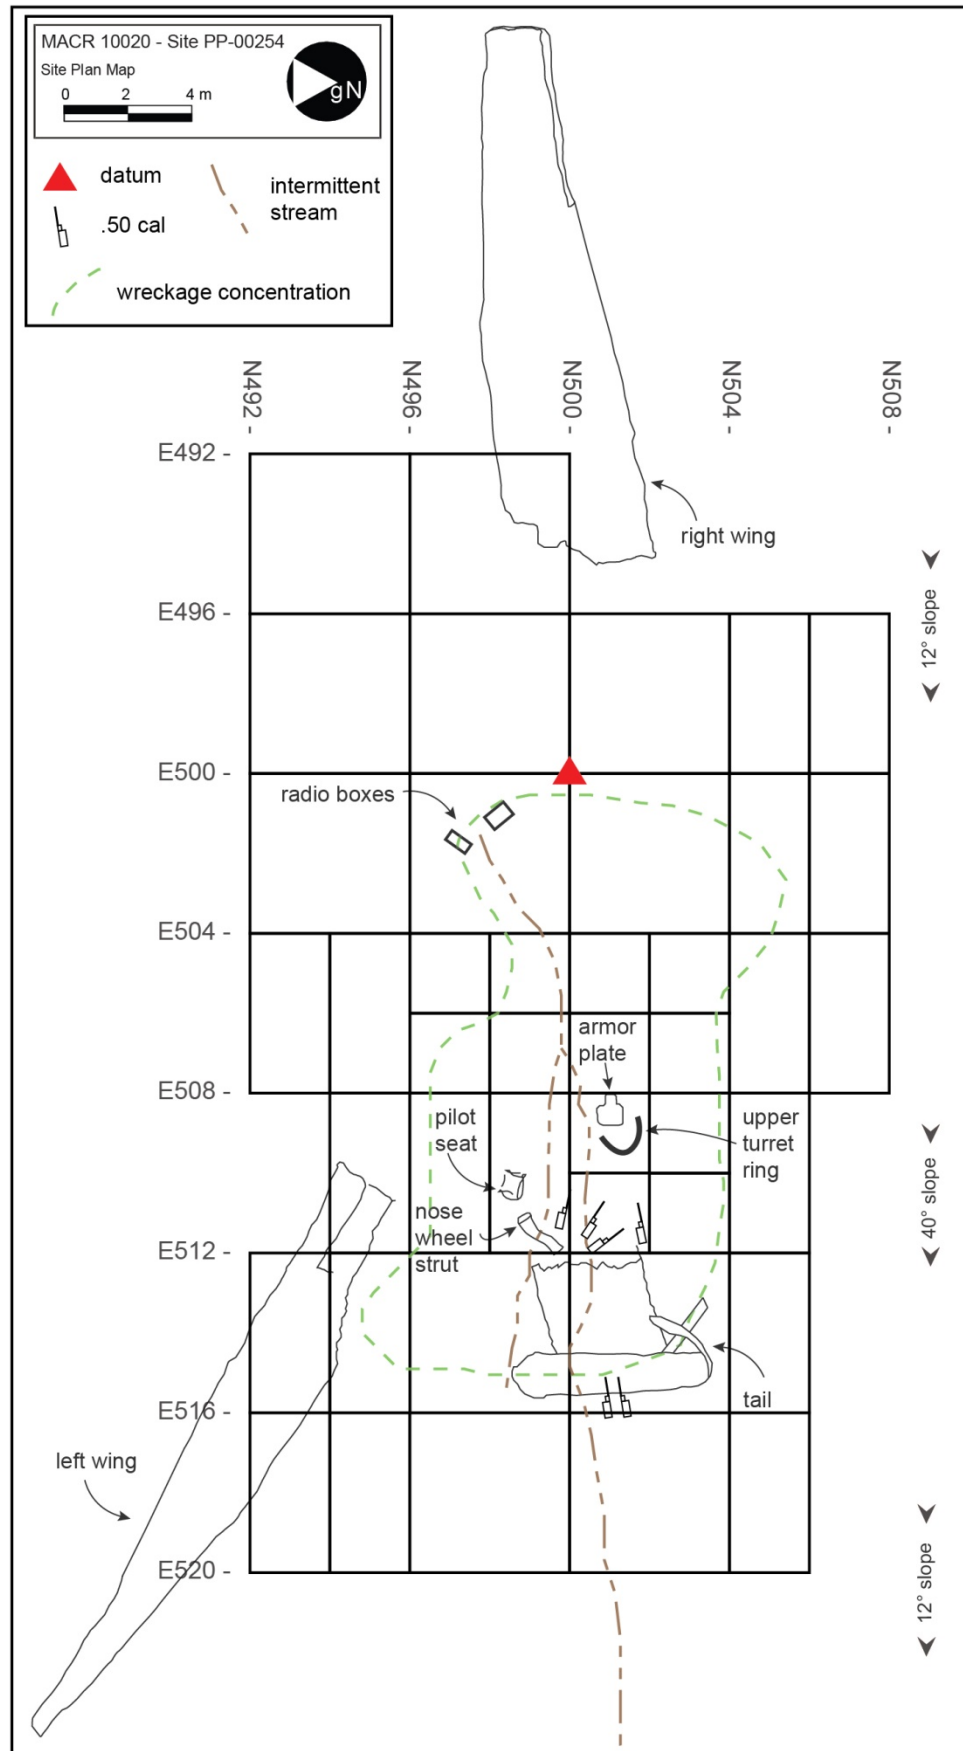 MACR 10020 - Site PP-00254
Site Plan Map
0 2 4 m
gN
datum
.50 cal
intermittent
stream
wreckage concentration
N492 -
N496 -
N500 -
N504 -
N508 -
E492 -
right wing
12° slope
E496 -
E500 -
radio boxes
E504 -
armor
plate
E508 -
pilot
seat
upper
turret
ring
40° slope
nose
wheel
strut
E512 -
tail
E516 -
left wing
E520 -
12° slope